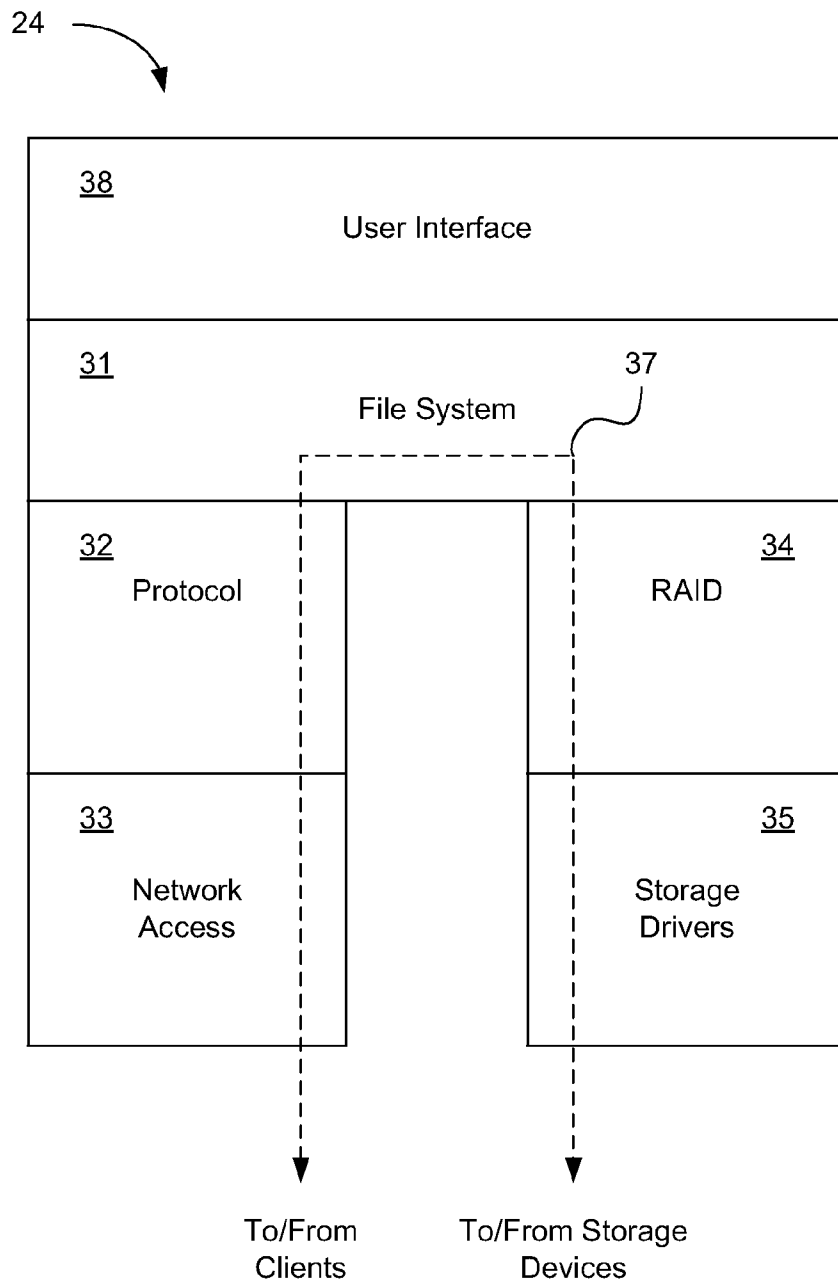 24
38
User Interface
31
37
File System
32
Protocol
34
RAID
33
Network
Access
35
Storage
Drivers
To/From
Clients
To/From Storage
Devices